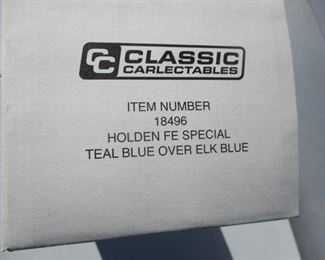 CC CLASSIC
CARLECTABLES
ITEM NUMBER
18496
HOLDEN FE SPECIAL
TEAL BLUE OVER ELK BLUE